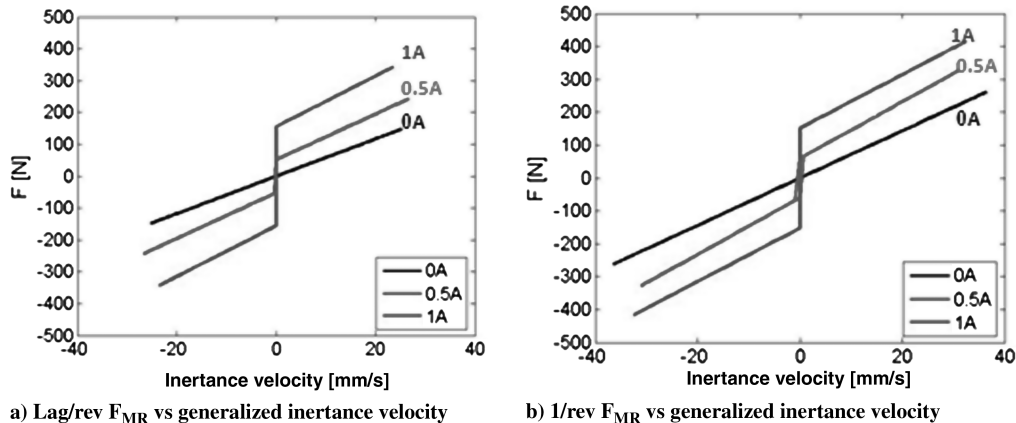 500
400
300
200
100
0
-100
-200
-300
-400
-500
F [N]
1A
0.5A
0A
0A
0.5A
1A
-40
-20
0
20
40
Inertance velocity [mm/s]
a) Lag/rev FMR vs generalized inertance velocity
500
400
300
200
100
0
-100
-200
-300
-400
-500
F [N]
1A
0.5A
0A
0A
0.5A
1A
-40
-20
0
20
40
Inertance velocity [mm/s]
b) 1/rev FMR vs generalized inertance velocity